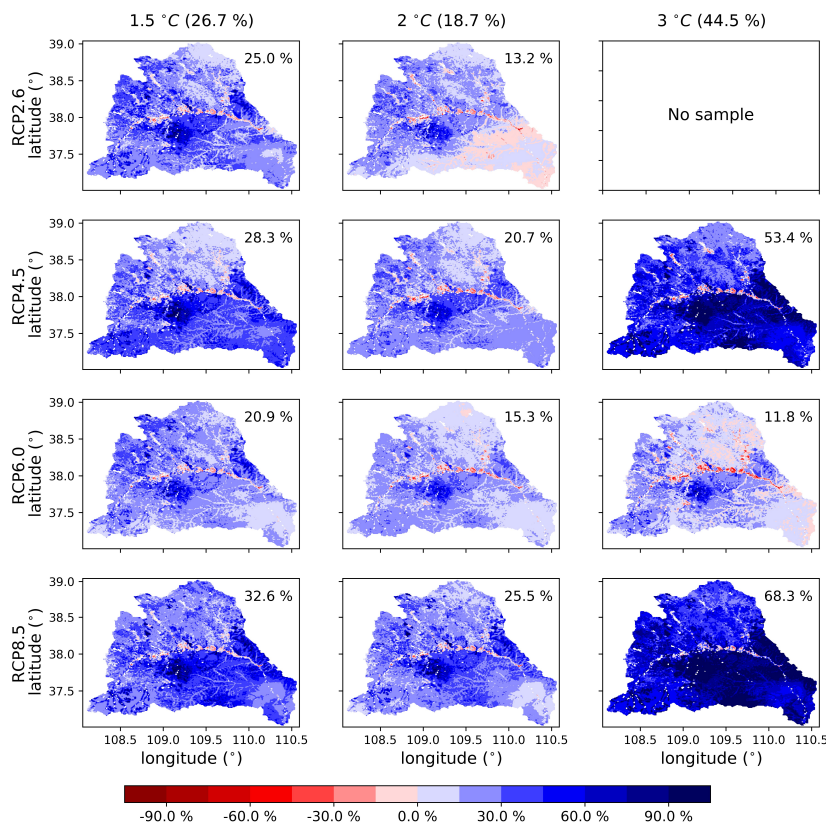 1.5 °C (26.7 %)
2 °C (18.7 %)
3 °C (44.5 %)
RCP2.6
latitude (°)
39.0
38.5
38.0
37.5
25.0 %
13.2 %
No sample
RCP4.5
latitude (°)
39.0
38.5
38.0
37.5
28.3 %
20.7 %
53.4 %
RCP6.0
latitude (°)
39.0
38.5
38.0
37.5
20.9 %
15.3 %
11.8 %
RCP8.5
latitude (°)
39.0
38.5
38.0
37.5
32.6 %
25.5 %
68.3 %
108.5 109.0 109.5 110.0 110.5
longitude (°)
108.5 109.0 109.5 110.0 110.5
longitude (°)
108.5 109.0 109.5 110.0 110.5
longitude (°)
-90.0 % -60.0 % -30.0 % 0.0 % 30.0 % 60.0 % 90.0 %